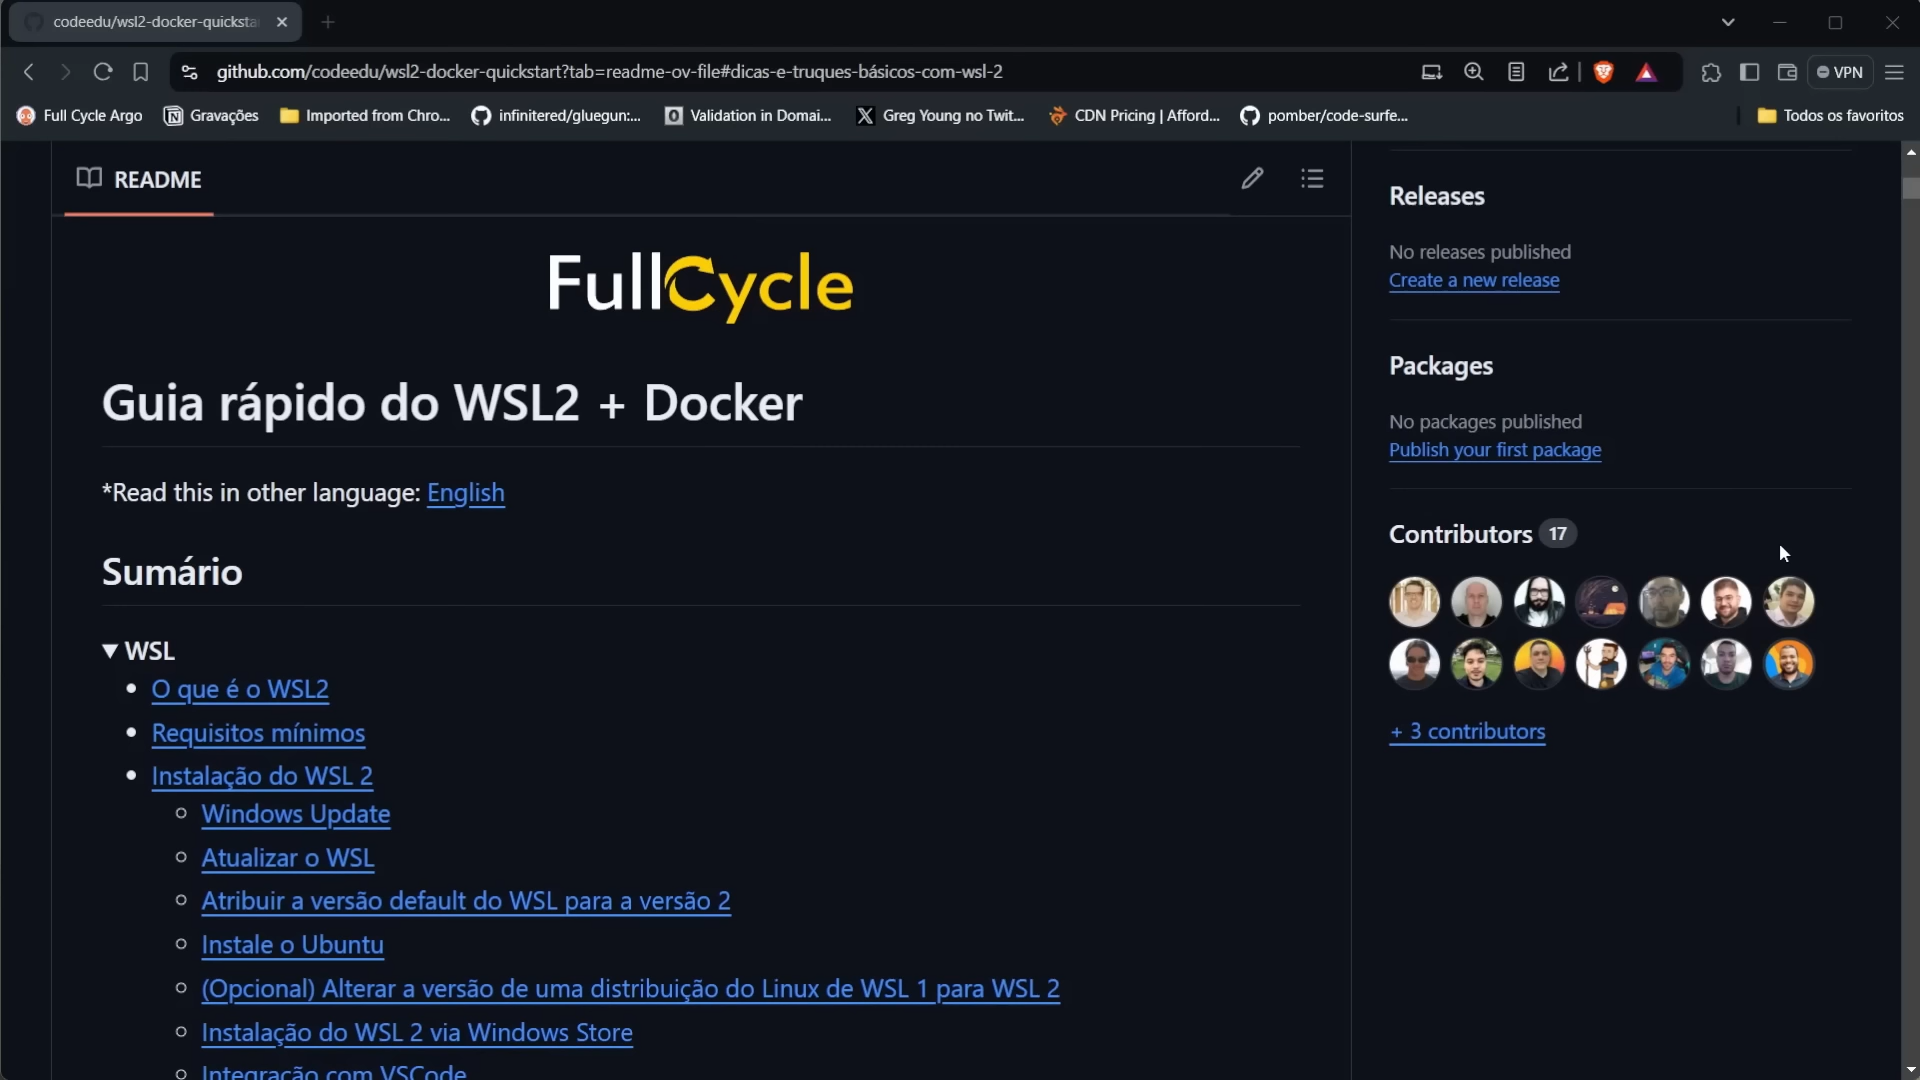 codeedu/wsl2-docker-quicksta
github.com/codeedu/wsl2-docker-quickstart?tab=readme-ov-file#dicas-e-truques-básicos-com-wsl-2
VPN
Full Cycle Argo
Gravações
Imported from Chro...
infinitered/gluegun:...
Validation in Domai...
Greg Young no Twit...
CDN Pricing | Afford...
pomber/code-surfe...
Todos os favoritos
README
FullCycle
Guia rápido do WSL2 + Docker
*Read this in other language: English
Sumário
▼ WSL
• O que é o WSL2
• Requisitos mínimos
• Instalação do WSL 2
○ Windows Update
○ Atualizar o WSL
○ Atribuir a versão default do WSL para a versão 2
○ Instale o Ubuntu
○ (Opcional) Alterar a versão de uma distribuição do Linux de WSL 1 para WSL 2
○ Instalação do WSL 2 via Windows Store
○ Integração com VSCode
Releases
No releases published
Create a new release
Packages
No packages published
Publish your first package
Contributors 17
+ 3 contributors